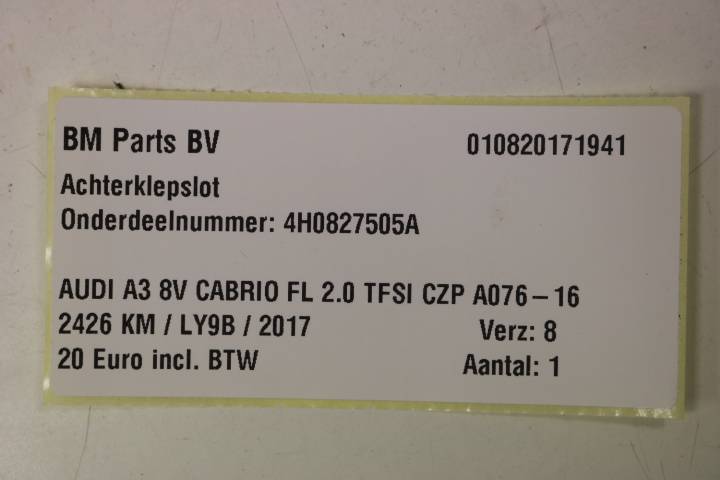 BM Parts BV 010820171941
Achterklepslot
Onderdeelnummer: 4H0827505A
AUDI A3 8V CABRIO FL 2.0 TFSI CZP A076-16
2426 KM / LY9B / 2017 Verz: 8
20 Euro incl. BTW Aantal: 1